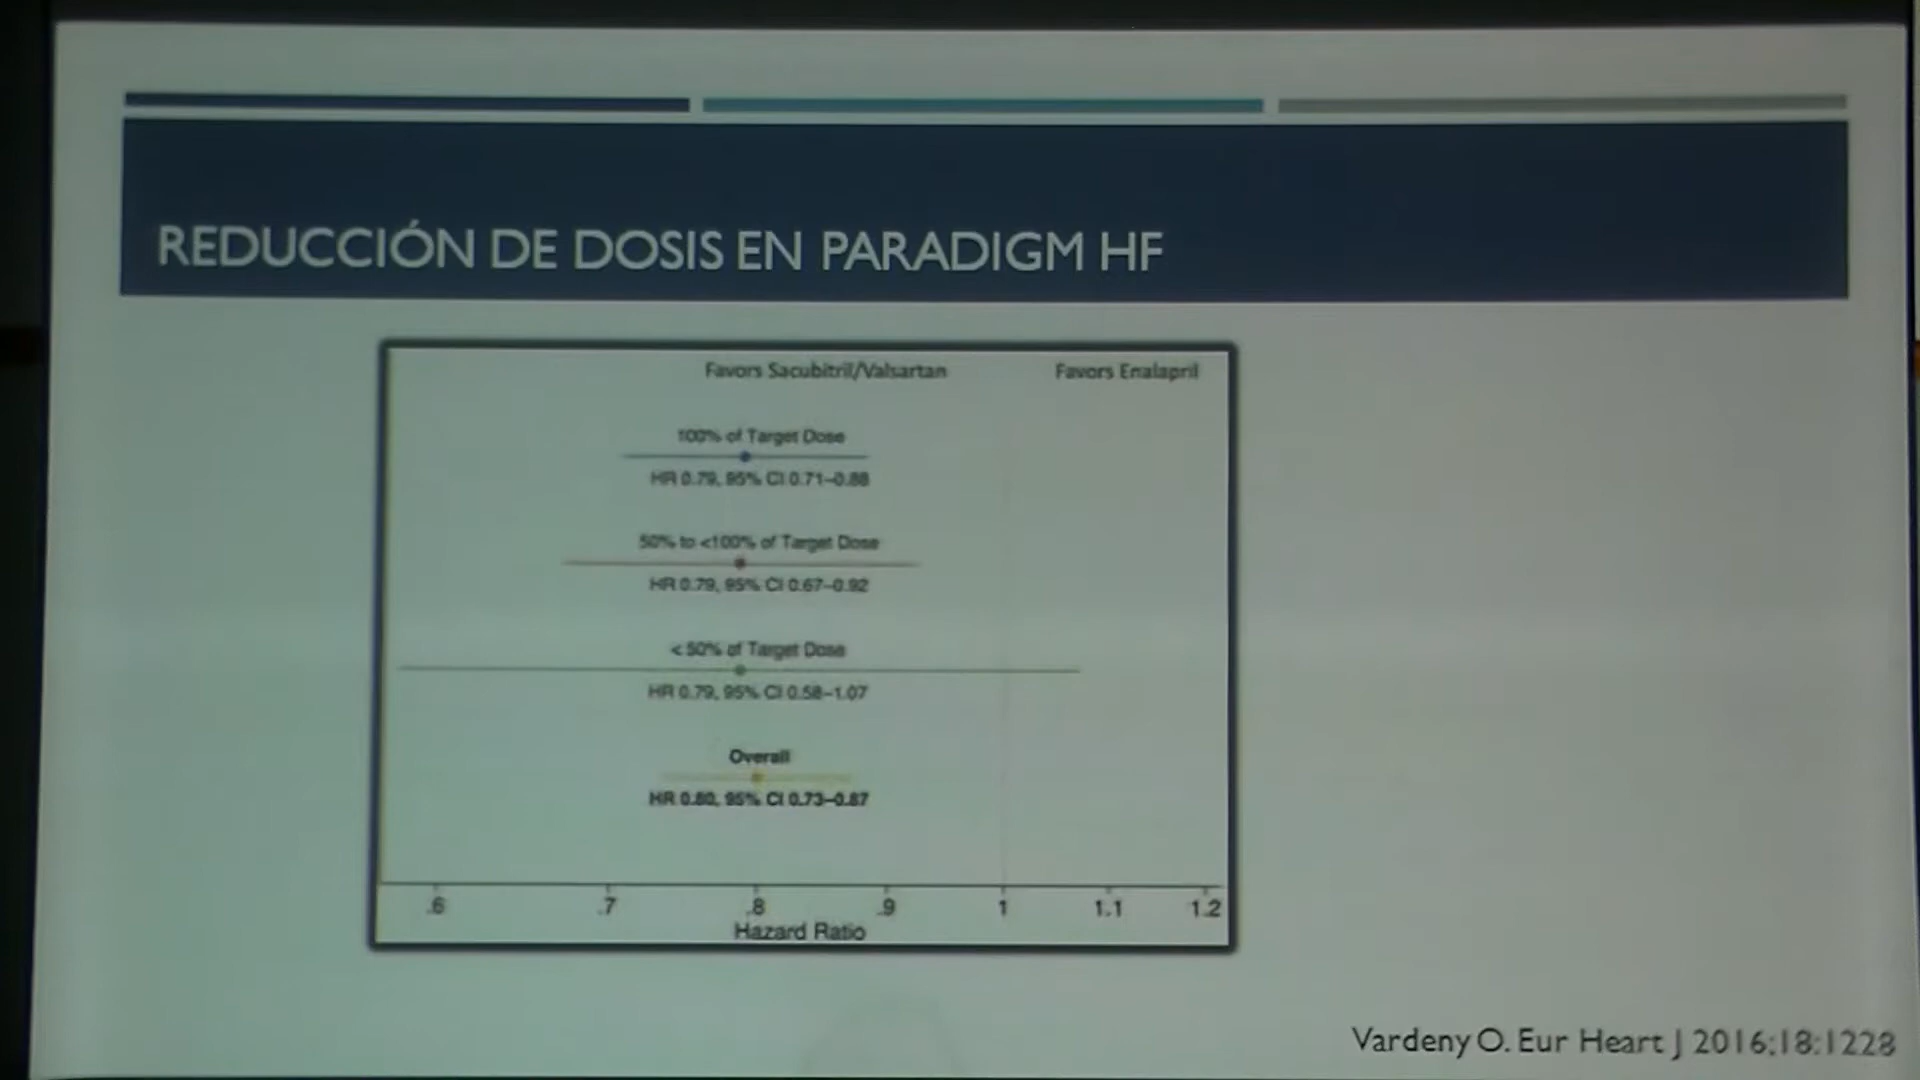 REDUCCIÓN DE DOSIS EN PARADIGM HF
Favors Sacubitril/Valsartan Favors Enalapril
100% of Target Dose
HR 0.79, 95% CI 0.71–0.88
50% to <100% of Target Dose
HR 0.79, 95% CI 0.67–0.92
< 50% of Target Dose
HR 0.79, 95% CI 0.58–1.07
Overall
HR 0.80, 95% CI 0.73–0.87
.6 .7 .8 .9 1 1.1 1.2
Hazard Ratio
Vardeny O. Eur Heart J 2016;18:1228